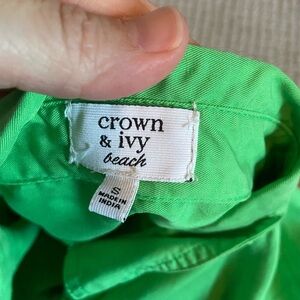 crown
& ivy
beach
S
MADE IN
INDIA